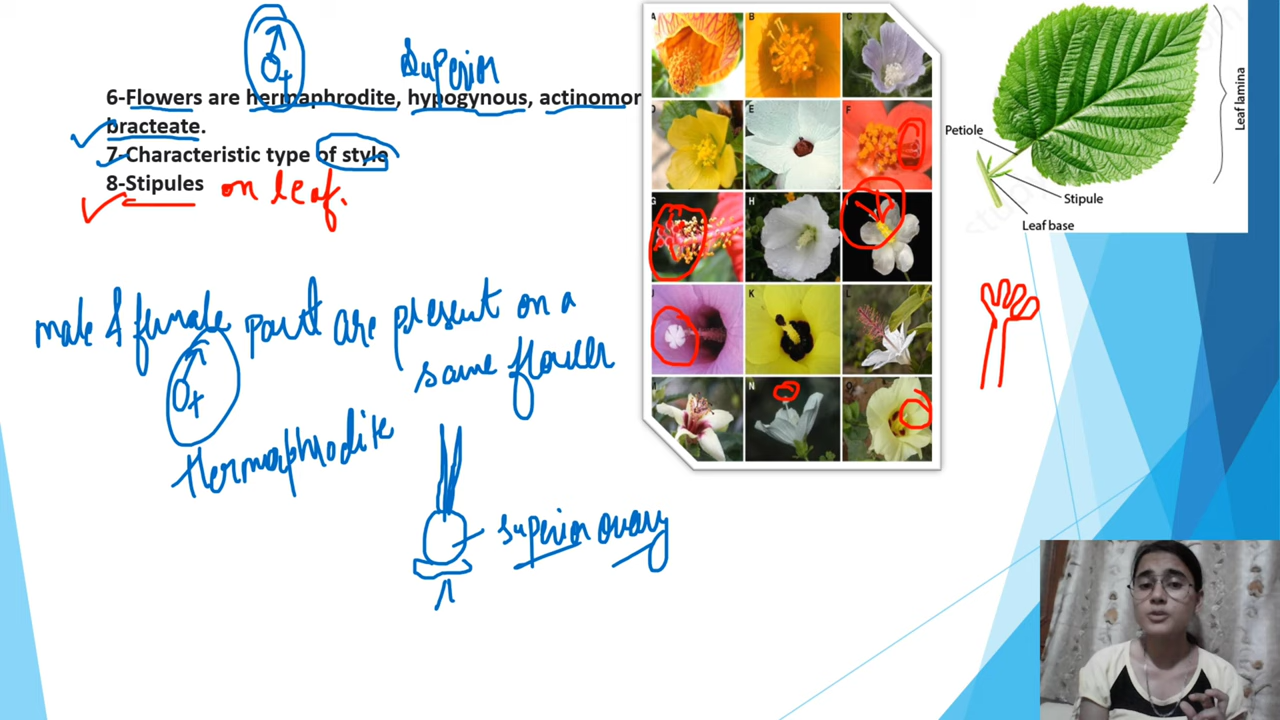 Superior
6-Flowers are hermaphrodite, hypogynous, actinomor
bracteate.
7-Characteristic type of style
8-Stipules on leaf.
male & female part are present on a
same flower
Hermaphrodite
superior ovary
A
B
C
D
E
F
G
H
I
J
K
L
N
O
Petiole
Stipule
Leaf base
Leaf lamina